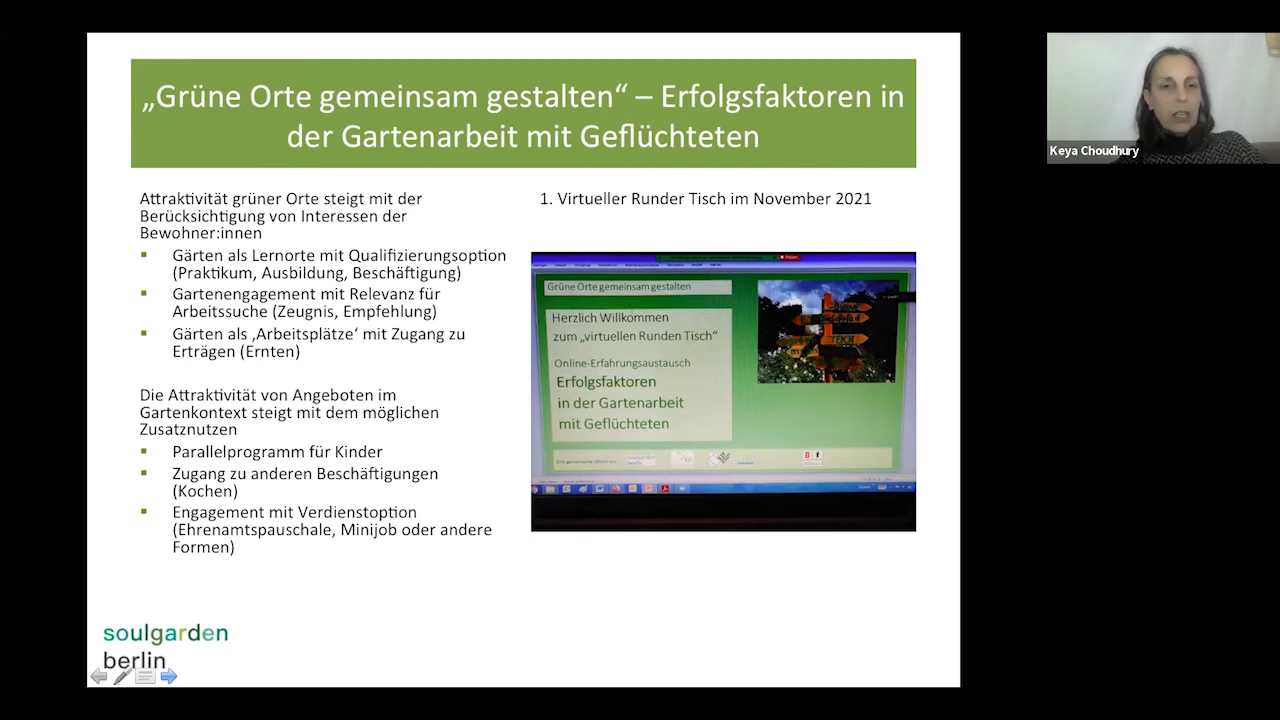 „Grüne Orte gemeinsam gestalten“ – Erfolgsfaktoren in
der Gartenarbeit mit Geflüchteten
Attraktivität grüner Orte steigt mit der
Berücksichtigung von Interessen der
Bewohner:innen
Gärten als Lernorte mit Qualifizierungsoption
(Praktikum, Ausbildung, Beschäftigung)
Gartenengagement mit Relevanz für
Arbeitssuche (Zeugnis, Empfehlung)
Gärten als ‚Arbeitsplätze‘ mit Zugang zu
Erträgen (Ernten)
Die Attraktivität von Angeboten im
Gartenkontext steigt mit dem möglichen
Zusatznutzen
Parallelprogramm für Kinder
Zugang zu anderen Beschäftigungen
(Kochen)
Engagement mit Verdienstoption
(Ehrenamtspauschale, Minijob oder andere
Formen)
1. Virtueller Runder Tisch im November 2021
Grüne Orte gemeinsam gestalten
Herzlich Willkommen
zum „virtuellen Runden Tisch“
Online-Erfahrungsaustausch
Erfolgsfaktoren
in der Gartenarbeit
mit Geflüchteten
TISCH
soulgarden
berlin
Keya Choudhury